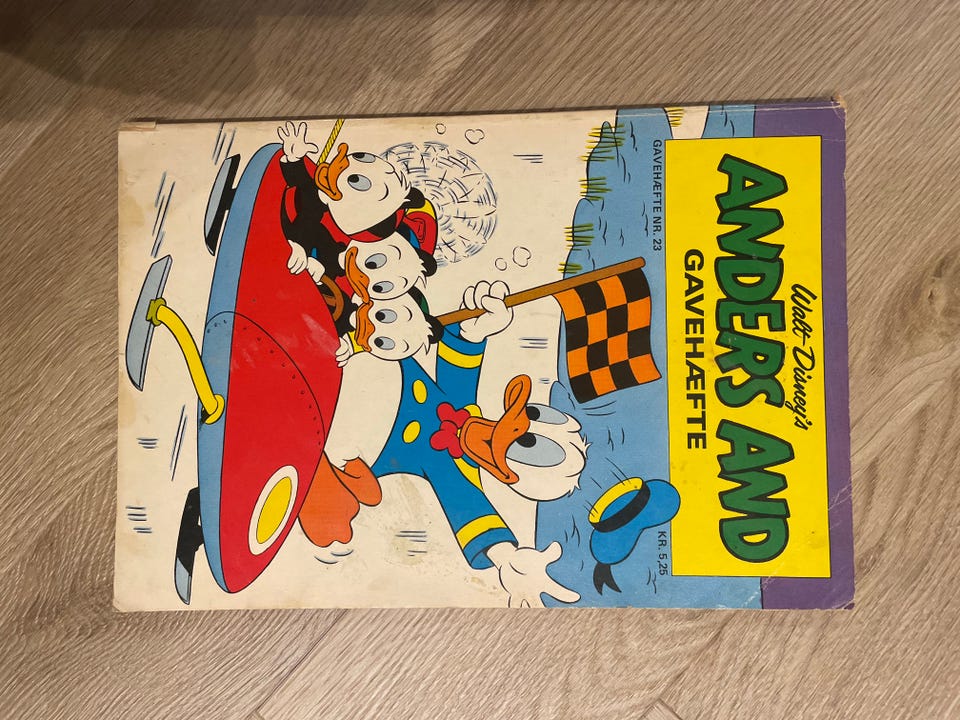 Walt Disney's
ANDERS AND
GAVEHÆFTE
GAVEHÆFTE NR. 23
KR. 5,25